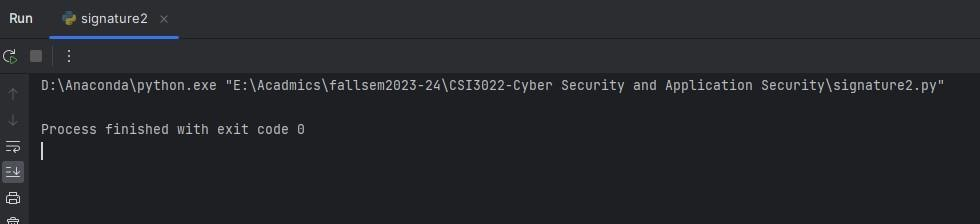 Run signature2
D:\Anaconda\python.exe "E:\Acadmics\fallsem2023-24\CSI3022-Cyber Security and Application Security\signature2.py"
Process finished with exit code 0